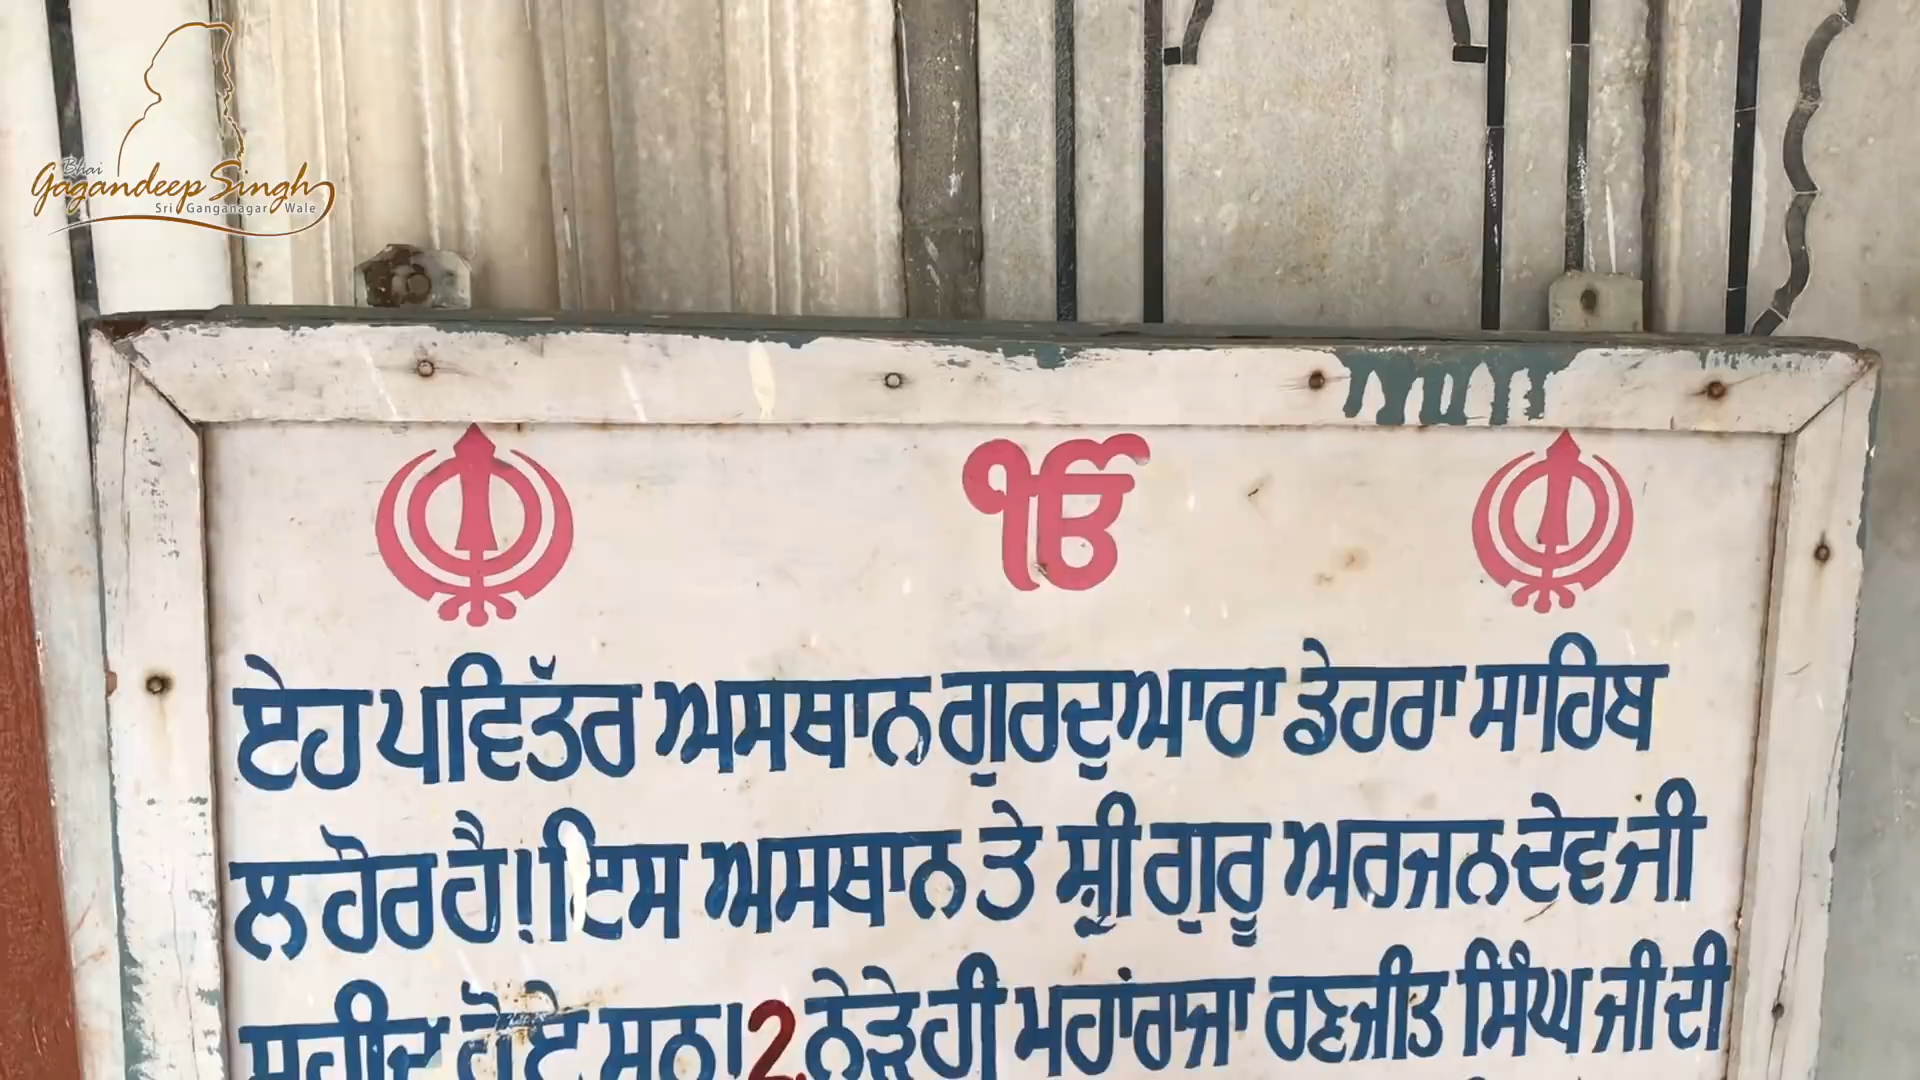 Bhai
Gagandeep Singh
Sri Ganganagar Wale
ੴ
ਏਹ ਪਵਿੱਤਰ ਅਸਥਾਨ ਗੁਰਦੁਆਰਾ ਡੇਹਰਾ ਸਾਹਿਬ
ਲਹੌਰ ਹੈ! ਇਸ ਅਸਥਾਨ ਤੇ ਸ਼੍ਰੀ ਗੁਰੂ ਅਰਜਨ ਦੇਵ ਜੀ
ਸ਼ਹੀਦ ਹੋਏ ਸਨ। 2. ਨੇੜੇ ਹੀ ਮਹਾਂਰਾਜਾ ਰਣਜੀਤ ਸਿੰਘ ਜੀ ਦੀ